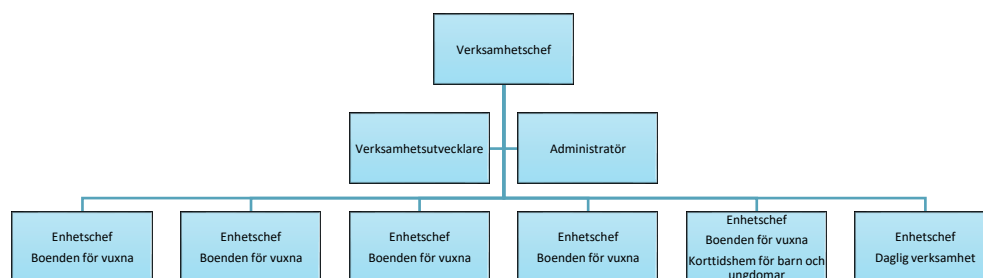 Verksamhetschef
Verksamhetsutvecklare
Administratör
Enhetschef
Boenden för vuxna
Enhetschef
Boenden för vuxna
Enhetschef
Boenden för vuxna
Enhetschef
Boenden för vuxna
Enhetschef
Boenden för vuxna
Korttidshem för barn och
ungdomar
Enhetschef
Daglig verksamhet